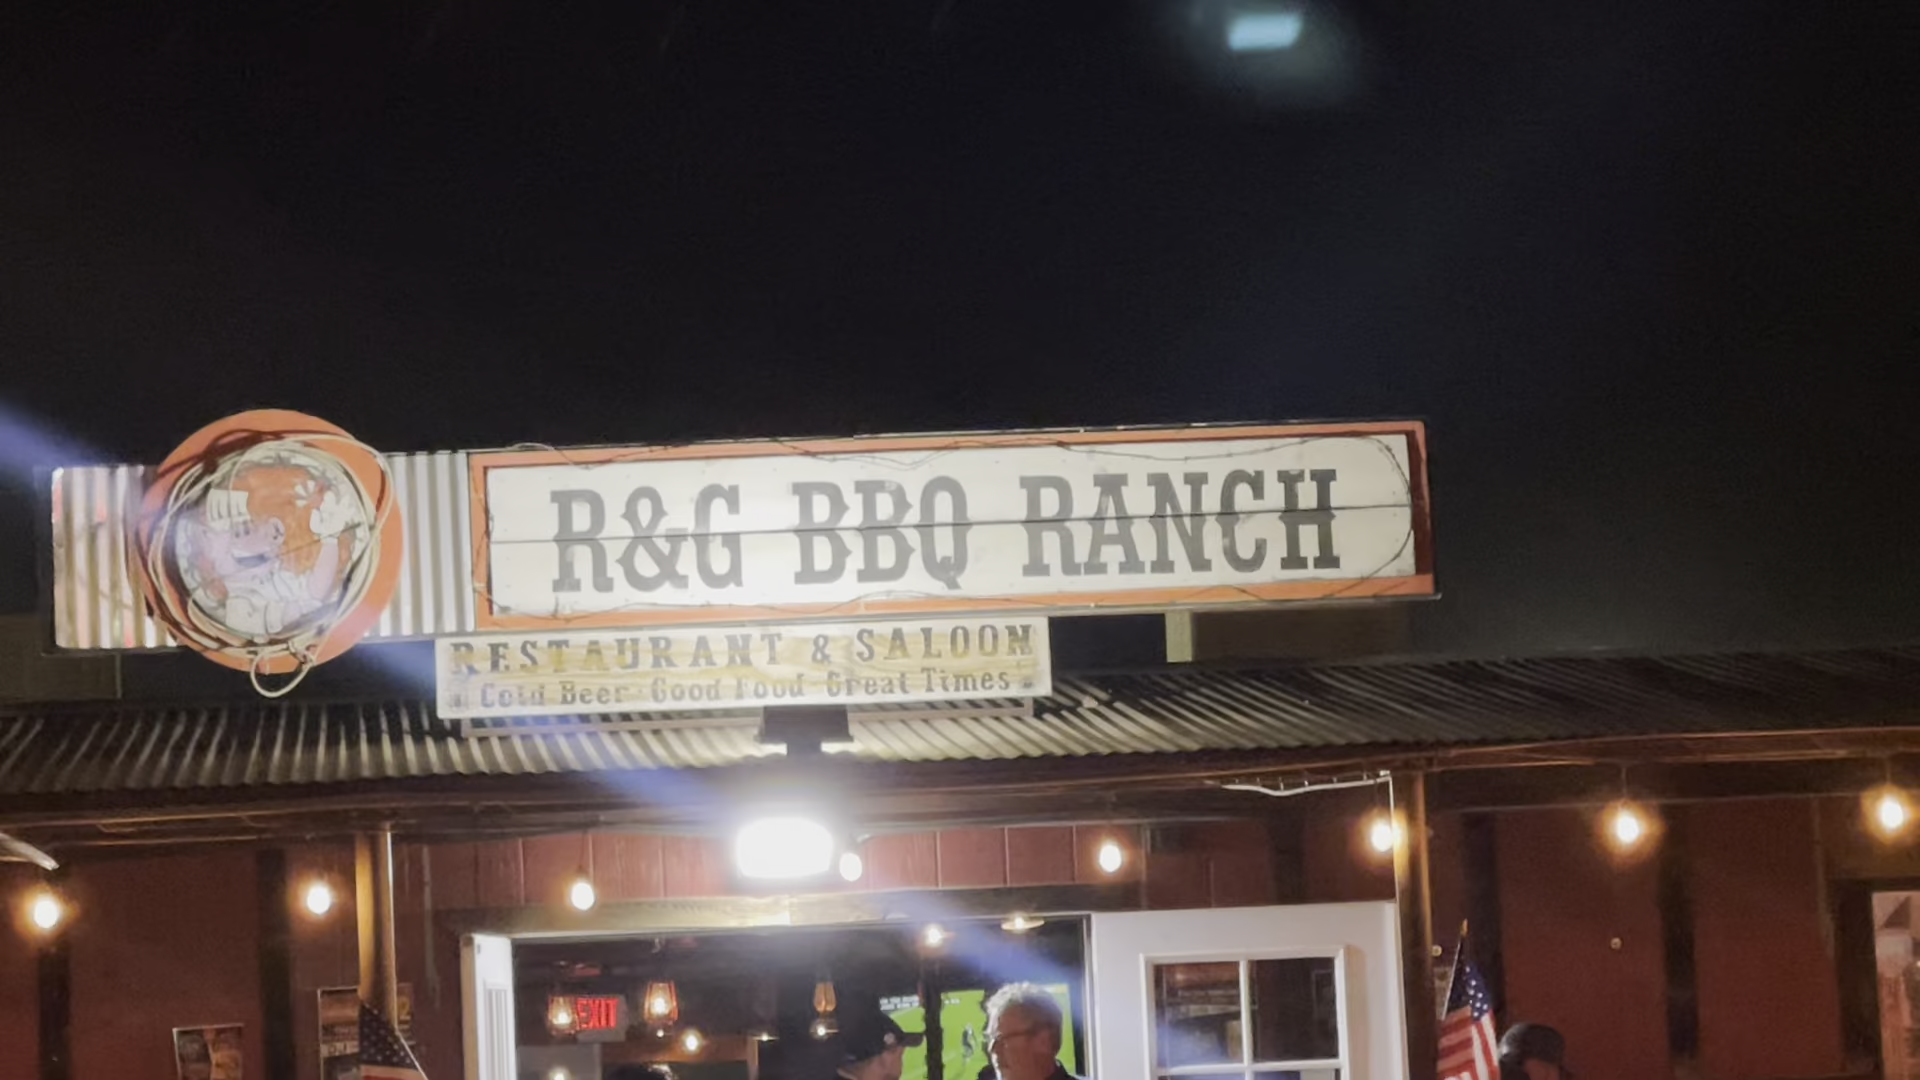 R&G BBQ RANCH
RESTAURANT & SALOON
Cold Beer · Good Food · Great Times
EXIT